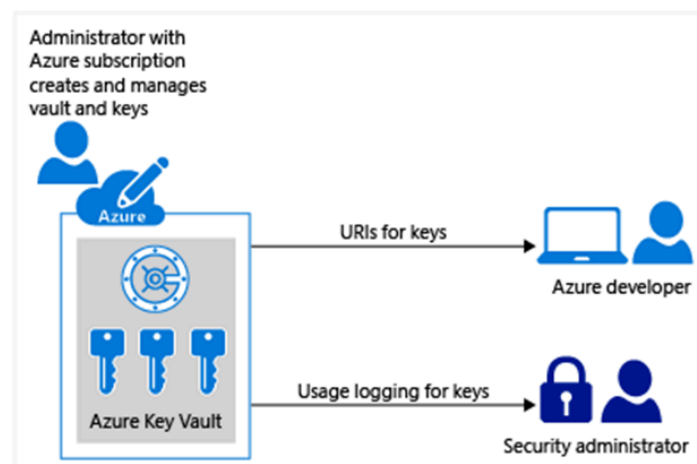 Administrator with
Azure subscription
creates and manages
vault and keys
Azure
URIs for keys
Azure developer
Azure Key Vault
Usage logging for keys
Security administrator